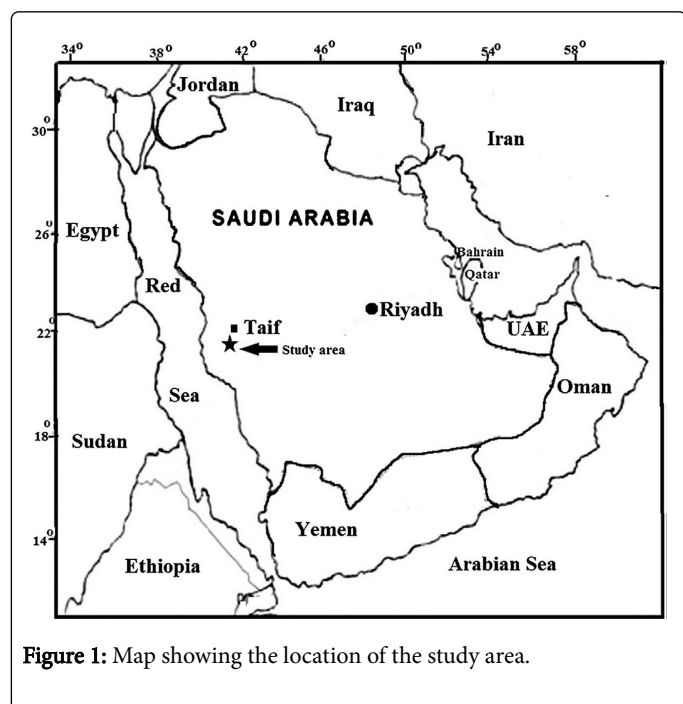 34° 38° 42° 46° 50° 54° 58°
Jordan
Iraq
30°
Iran
SAUDI ARABIA
Egypt
26°
Bahrain
Qatar
Red
Riyadh
Taif
22°
UAE
Study area
Oman
Sea
18°
Sudan
Yemen
14°
Ethiopia
Arabian Sea
Figure 1: Map showing the location of the study area.